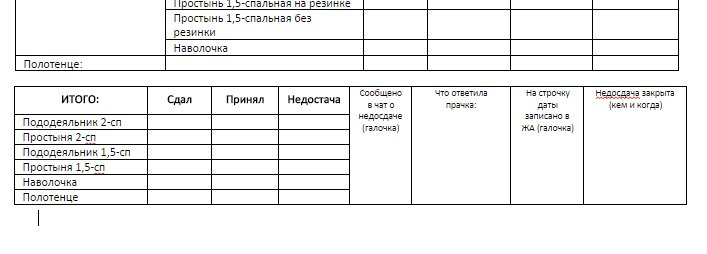 Простынь 1,5-спальная на резинке
Простынь 1,5-спальная без
резинки
Наволочка
Полотенце:
ИТОГО:
Сдал
Принял
Недостача
Сообщено
в чат о
недосдаче
(галочка)
Что ответила
прачка:
На строчку
даты
записано в
ЖА (галочка)
Недосдача закрыта
(кем и когда)
Пододеяльник 2-сп
Простыня 2-сп
Пододеяльник 1,5-сп
Простыня 1,5-сп
Наволочка
Полотенце